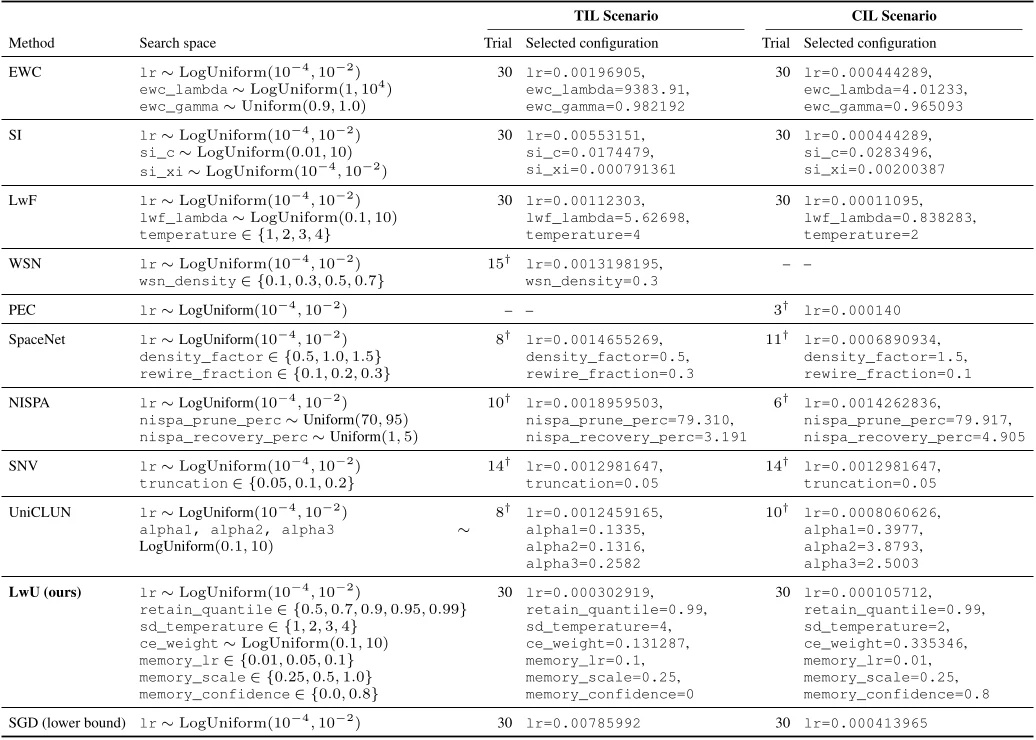 TIL Scenario CIL Scenario
Method Search space Trial Selected configuration Trial Selected configuration
EWC lr ∼ LogUniform(10⁻⁴, 10⁻²) 30 lr=0.00196905, 30 lr=0.000444289,
ewc_lambda ∼ LogUniform(1, 10⁴) ewc_lambda=9383.91, ewc_lambda=4.01233,
ewc_gamma ∼ Uniform(0.9, 1.0) ewc_gamma=0.982192 ewc_gamma=0.965093
SI lr ∼ LogUniform(10⁻⁴, 10⁻²) 30 lr=0.00553151, 30 lr=0.000444289,
si_c ∼ LogUniform(0.01, 10) si_c=0.0174479, si_c=0.0283496,
si_xi ∼ LogUniform(10⁻⁴, 10⁻²) si_xi=0.000791361 si_xi=0.00200387
LwF lr ∼ LogUniform(10⁻⁴, 10⁻²) 30 lr=0.00112303, 30 lr=0.00011095,
lwf_lambda ∼ LogUniform(0.1, 10) lwf_lambda=5.62698, lwf_lambda=0.838283,
temperature ∈ {1, 2, 3, 4} temperature=4 temperature=2
WSN lr ∼ LogUniform(10⁻⁴, 10⁻²) 15† lr=0.0013198195, – –
wsn_density ∈ {0.1, 0.3, 0.5, 0.7} wsn_density=0.3
PEC lr ∼ LogUniform(10⁻⁴, 10⁻²) – – 3† lr=0.000140
SpaceNet lr ∼ LogUniform(10⁻⁴, 10⁻²) 8† lr=0.0014655269, 11† lr=0.0006890934,
density_factor ∈ {0.5, 1.0, 1.5} density_factor=0.5, density_factor=1.5,
rewire_fraction ∈ {0.1, 0.2, 0.3} rewire_fraction=0.3 rewire_fraction=0.1
NISPA lr ∼ LogUniform(10⁻⁴, 10⁻²) 10† lr=0.0018959503, 6† lr=0.0014262836,
nispa_prune_perc ∼ Uniform(70, 95) nispa_prune_perc=79.310, nispa_prune_perc=79.917,
nispa_recovery_perc ∼ Uniform(1, 5) nispa_recovery_perc=3.191 nispa_recovery_perc=4.905
SNV lr ∼ LogUniform(10⁻⁴, 10⁻²) 14† lr=0.0012981647, 14† lr=0.0012981647,
truncation ∈ {0.05, 0.1, 0.2} truncation=0.05 truncation=0.05
UniCLUN lr ∼ LogUniform(10⁻⁴, 10⁻²) 8† lr=0.0012459165, 10† lr=0.0008060626,
alpha1, alpha2, alpha3 ∼ alpha1=0.1335, alpha1=0.3977,
LogUniform(0.1, 10) alpha2=0.1316, alpha2=3.8793,
alpha3=0.2582 alpha3=2.5003
LwU (ours) lr ∼ LogUniform(10⁻⁴, 10⁻²) 30 lr=0.000302919, 30 lr=0.000105712,
retain_quantile ∈ {0.5, 0.7, 0.9, 0.95, 0.99} retain_quantile=0.99, retain_quantile=0.99,
sd_temperature ∈ {1, 2, 3, 4} sd_temperature=4, sd_temperature=2,
ce_weight ∼ LogUniform(0.1, 10) ce_weight=0.131287, ce_weight=0.335346,
memory_lr ∈ {0.01, 0.05, 0.1} memory_lr=0.1, memory_lr=0.01,
memory_scale ∈ {0.25, 0.5, 1.0} memory_scale=0.25, memory_scale=0.25,
memory_confidence ∈ {0.0, 0.8} memory_confidence=0 memory_confidence=0.8
SGD (lower bound) lr ∼ LogUniform(10⁻⁴, 10⁻²) 30 lr=0.00785992 30 lr=0.000413965